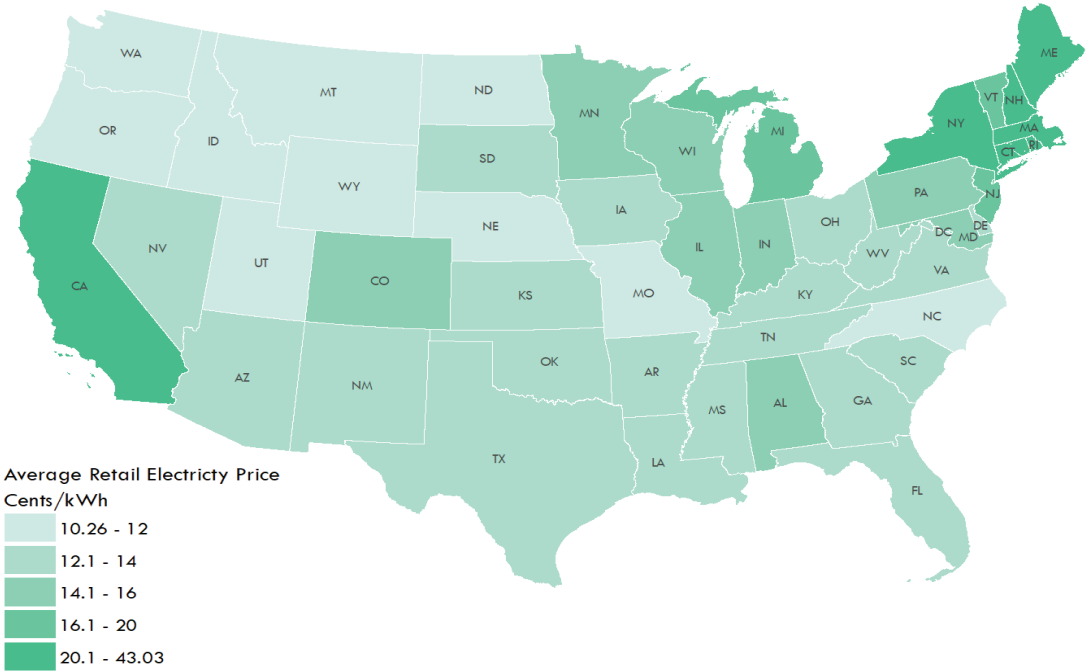 WA
MT
ND
MN
ME
VT
NH
OR
ID
SD
WI
MI
NY
MA
CT
RI
WY
IA
NE
PA
NJ
NV
UT
CO
IL
IN
OH
DC
DE
MD
WV
VA
CA
KS
MO
KY
NC
TN
AZ
NM
OK
AR
SC
MS
AL
GA
TX
LA
FL
Average Retail Electricty Price
Cents/kWh
10.26 - 12
12.1 - 14
14.1 - 16
16.1 - 20
20.1 - 43.03